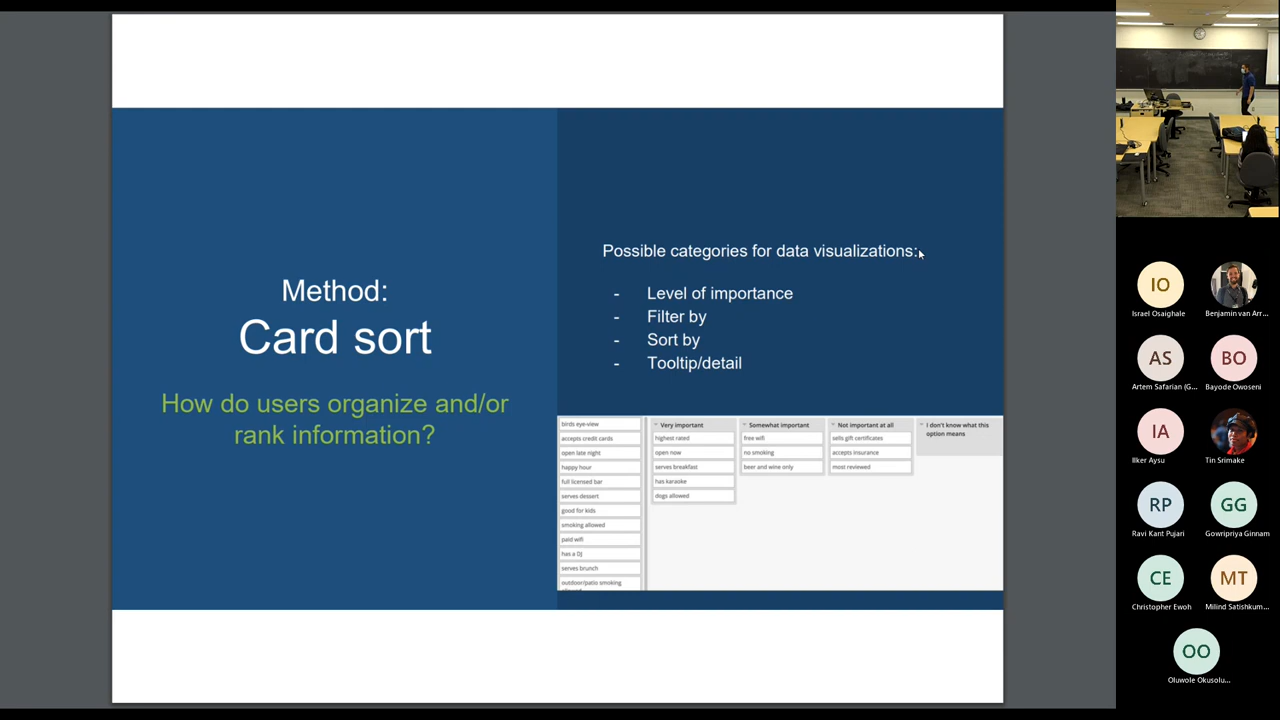 Method:
Card sort
How do users organize and/or
rank information?
Possible categories for data visualizations:
- Level of importance
- Filter by
- Sort by
- Tooltip/detail
birds eye-view
accepts credit cards
open late night
happy hour
full licensed bar
serves dessert
good for kids
smoking allowed
paid wifi
has a DJ
serves brunch
outdoor/patio smoking
Very important
highest rated
open now
serves breakfast
has karaoke
dogs allowed
Somewhat important
free wifi
no smoking
beer and wine only
Not important at all
sells gift certificates
accepts insurance
most reviewed
I don't know what this
option means
IO
Israel Osaighale
Benjamin van Arr...
AS
Artem Safarian (G...
BO
Bayode Owoseni
IA
Ilker Aysu
Tin Srimake
RP
Ravi Kant Pujari
GG
Gowripriya Ginnam
CE
Christopher Ewoh
MT
Milind Satishkum...
OO
Oluwole Okusolu...